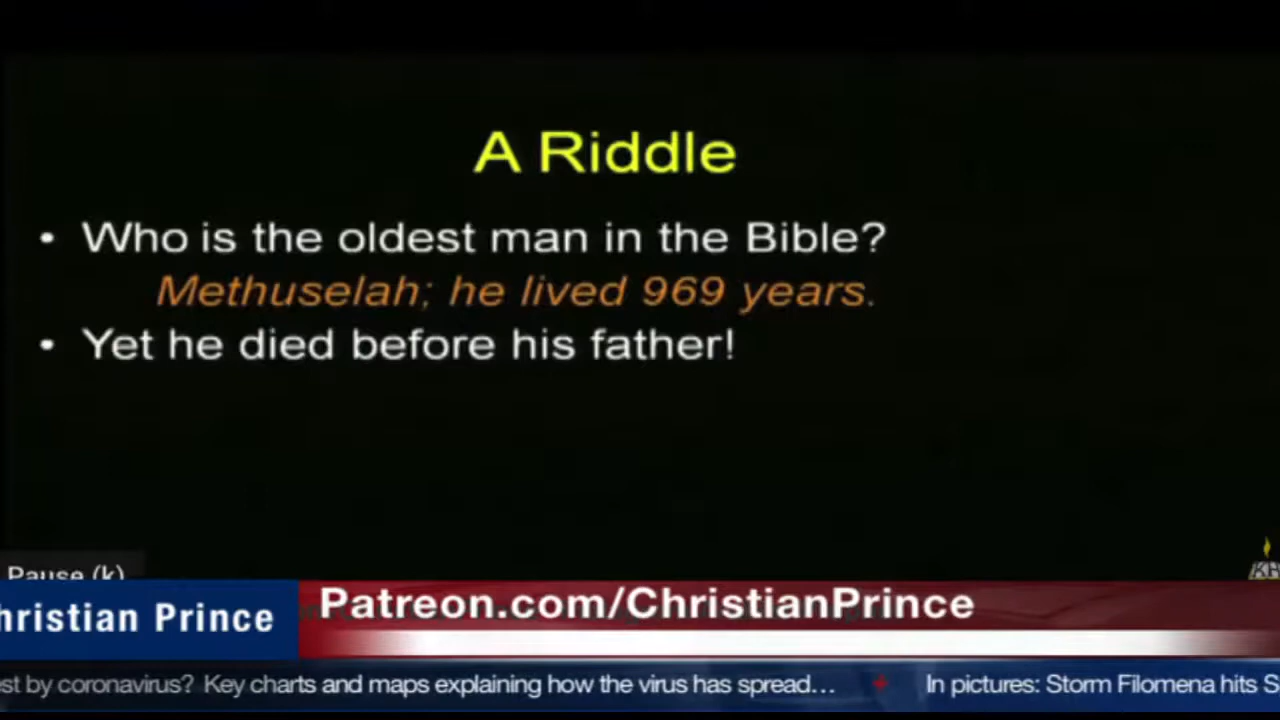 A Riddle
• Who is the oldest man in the Bible?
Methuselah; he lived 969 years.
• Yet he died before his father!
Pause (k)
hristian Prince
Patreon.com/ChristianPrince
st by coronavirus? Key charts and maps explaining how the virus has spread...
In pictures: Storm Filomena hits S